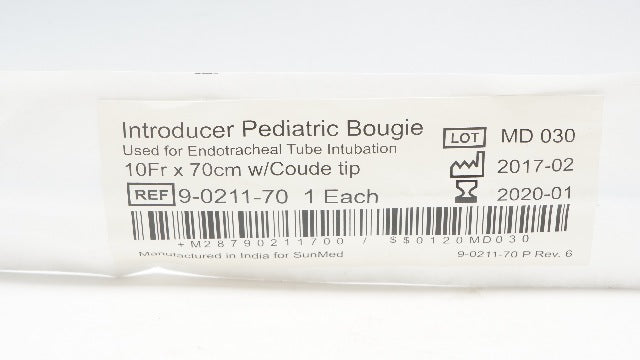 Introducer Pediatric Bougie
Used for Endotracheal Tube Intubation
10Fr x 70cm w/Coude tip
REF 9-0211-70 1 Each
LOT MD 030
2017-02
2020-01
+M28790211700 / $$0120MD030
Manufactured in India for SunMed
9-0211-70 P Rev. 6